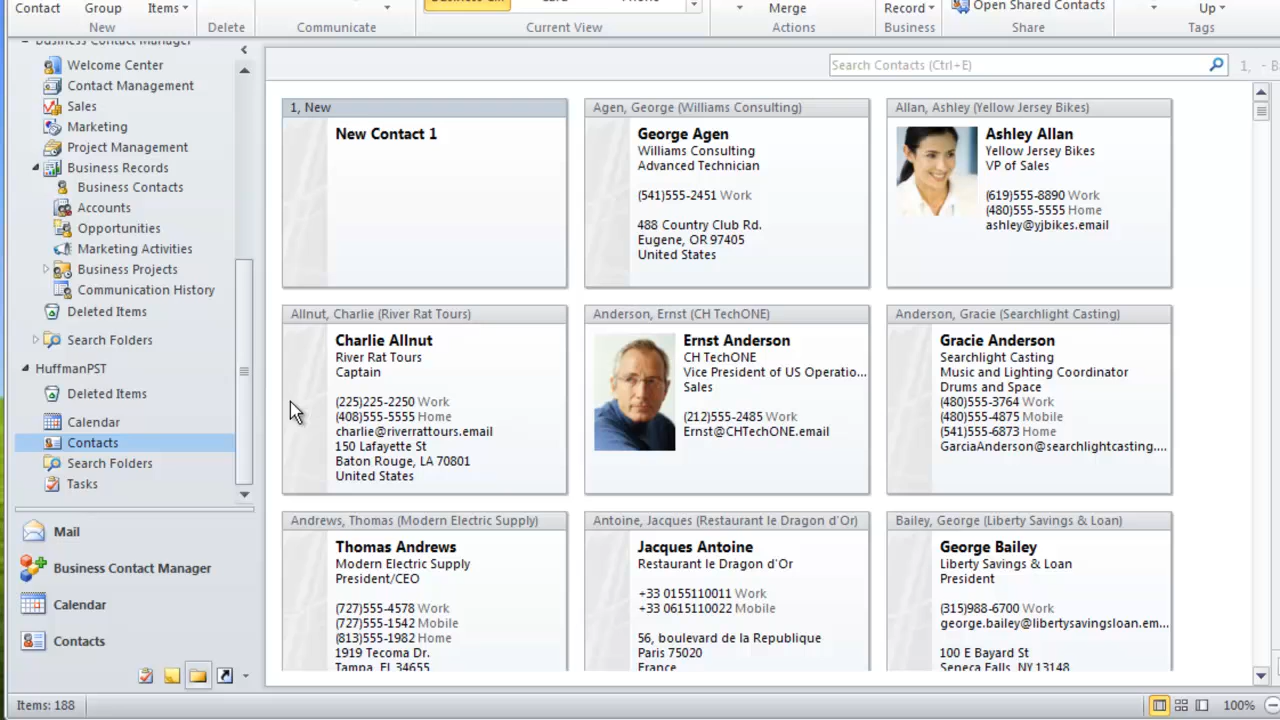 Contact Group Items
New Delete Communicate
Business C... Card Phone
Current View
Merge
Actions
Record
Business
Open Shared Contacts
Share
Up
Tags
Business Contact Manager
Welcome Center
Contact Management
Sales
Marketing
Project Management
Business Records
Business Contacts
Accounts
Opportunities
Marketing Activities
Business Projects
Communication History
Deleted Items
Search Folders
HuffmanPST
Deleted Items
Calendar
Contacts
Search Folders
Tasks
Mail
Business Contact Manager
Calendar
Contacts
Search Contacts (Ctrl+E)
1, - B
1, New
New Contact 1
Agen, George (Williams Consulting)
George Agen
Williams Consulting
Advanced Technician
(541)555-2451 Work
488 Country Club Rd.
Eugene, OR 97405
United States
Allan, Ashley (Yellow Jersey Bikes)
Ashley Allan
Yellow Jersey Bikes
VP of Sales
(619)555-8890 Work
(480)555-5555 Home
ashley@yjbikes.email
Allnut, Charlie (River Rat Tours)
Charlie Allnut
River Rat Tours
Captain
(225)225-2250 Work
(408)555-5555 Home
charlie@riverrattours.email
150 Lafayette St
Baton Rouge, LA 70801
United States
Anderson, Ernst (CH TechONE)
Ernst Anderson
CH TechONE
Vice President of US Operatio...
Sales
(212)555-2485 Work
Ernst@CHTechONE.email
Anderson, Gracie (Searchlight Casting)
Gracie Anderson
Searchlight Casting
Music and Lighting Coordinator
Drums and Space
(480)555-3764 Work
(480)555-4875 Mobile
(541)555-6873 Home
GarciaAnderson@searchlightcasting....
Andrews, Thomas (Modern Electric Supply)
Thomas Andrews
Modern Electric Supply
President/CEO
(727)555-4578 Work
(727)555-1542 Mobile
(813)555-1982 Home
1919 Tecoma Dr.
Tampa, FL 34655
Antoine, Jacques (Restaurant le Dragon d'Or)
Jacques Antoine
Restaurant le Dragon d'Or
+33 0155110011 Work
+33 0615110022 Mobile
56, boulevard de la Republique
Paris 75020
France
Bailey, George (Liberty Savings & Loan)
George Bailey
Liberty Savings & Loan
President
(315)988-6700 Work
george.bailey@libertysavingsloan.em...
100 E Bayard St
Seneca Falls, NY 13148
Items: 188
100%